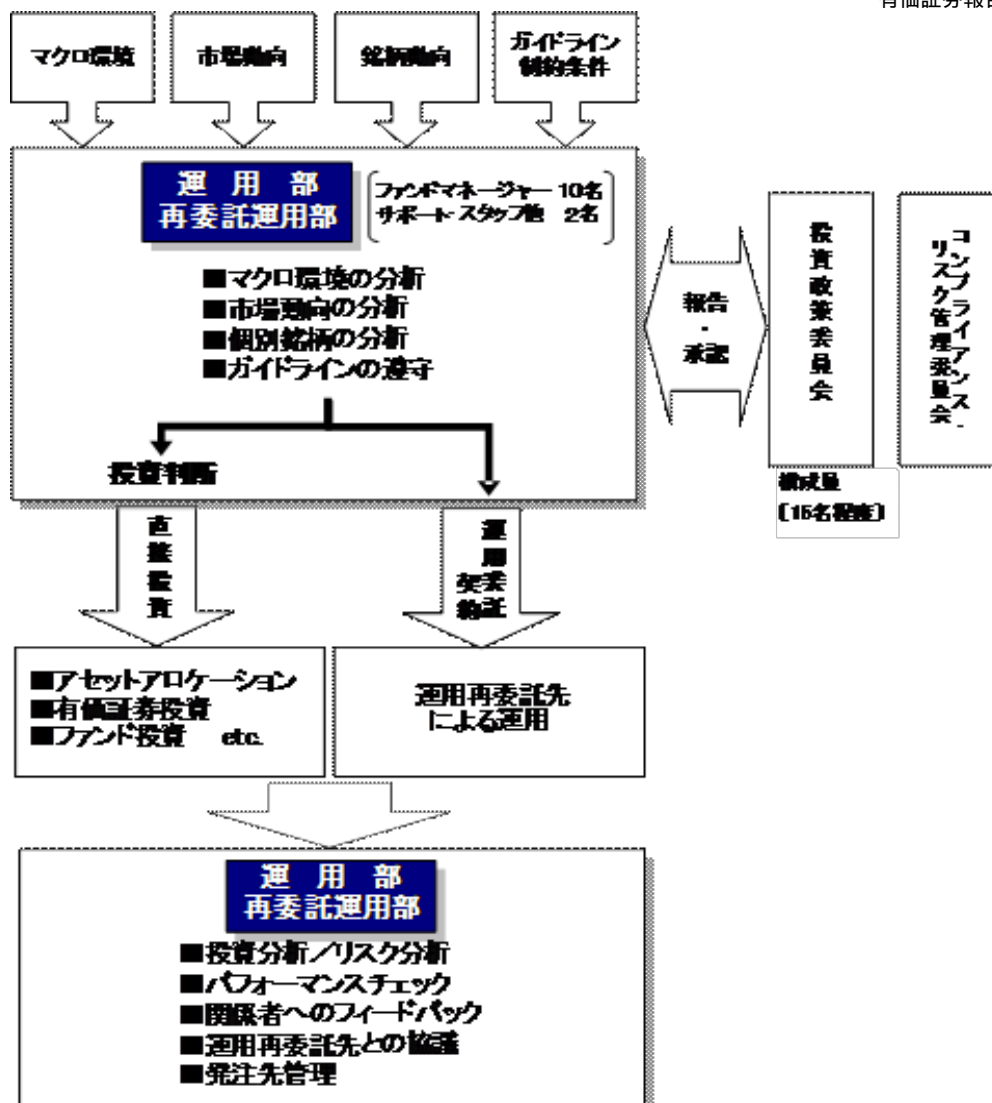 有価証券報告
マクロ環境
市場動向
銘柄動向
ガイドライン
制約条件
運 用 部
再委託運用部
ファンドマネージャー 10名
サポートスタッフ他 2名
■マクロ環境の分析
■市場動向の分析
■個別銘柄の分析
■ガイドラインの遵守
投資判断
報告
・
承認
投資政策委員会
コンプライアンス・
リスク管理委員会
構成員
(15名程度)
直接投資
運用委託
契約
■アセットアロケーション
■有価証券投資
■ファンド投資 etc.
運用再委託先
による運用
運 用 部
再委託運用部
■投資分析／リスク分析
■パフォーマンスチェック
■関係者へのフィードバック
■運用再委託先との協議
■発注先管理